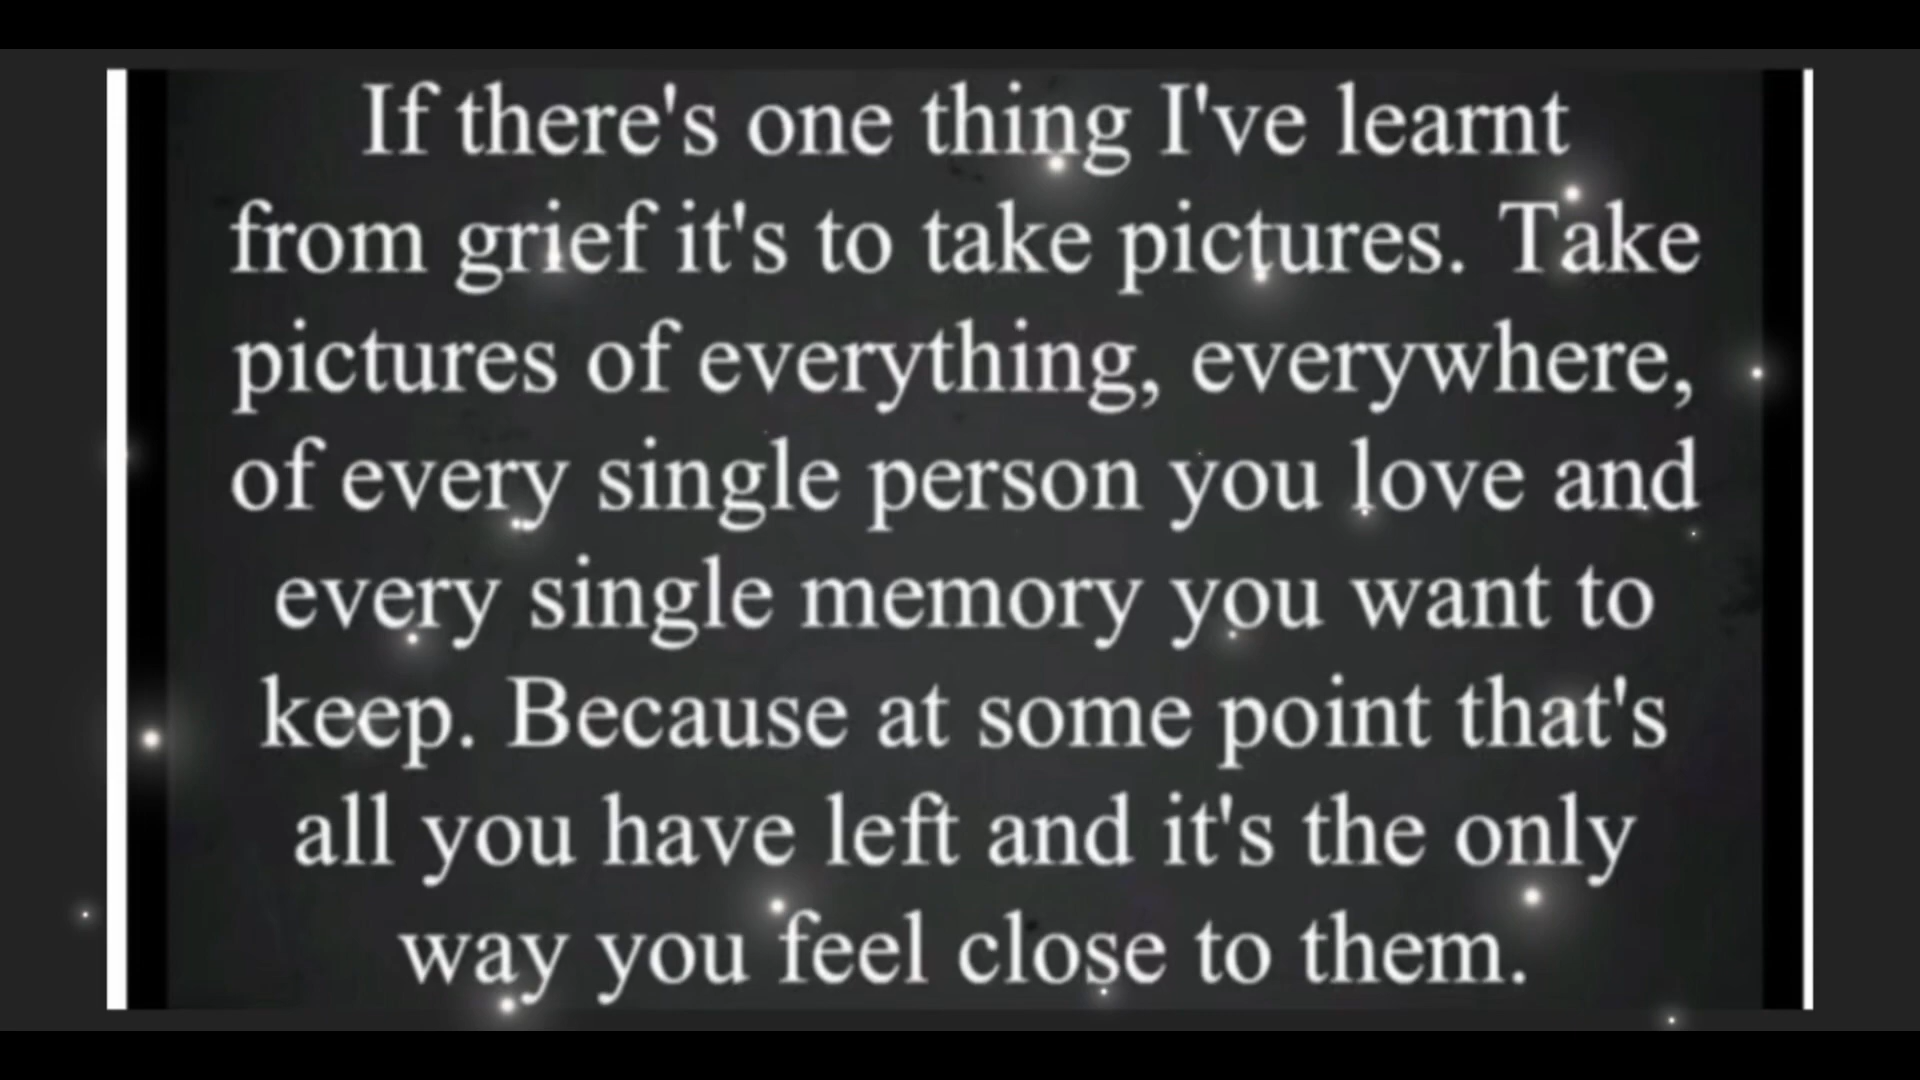 If there's one thing I've learnt
from grief it's to take pictures. Take
pictures of everything, everywhere,
of every single person you love and
every single memory you want to
keep. Because at some point that's
all you have left and it's the only
way you feel close to them.